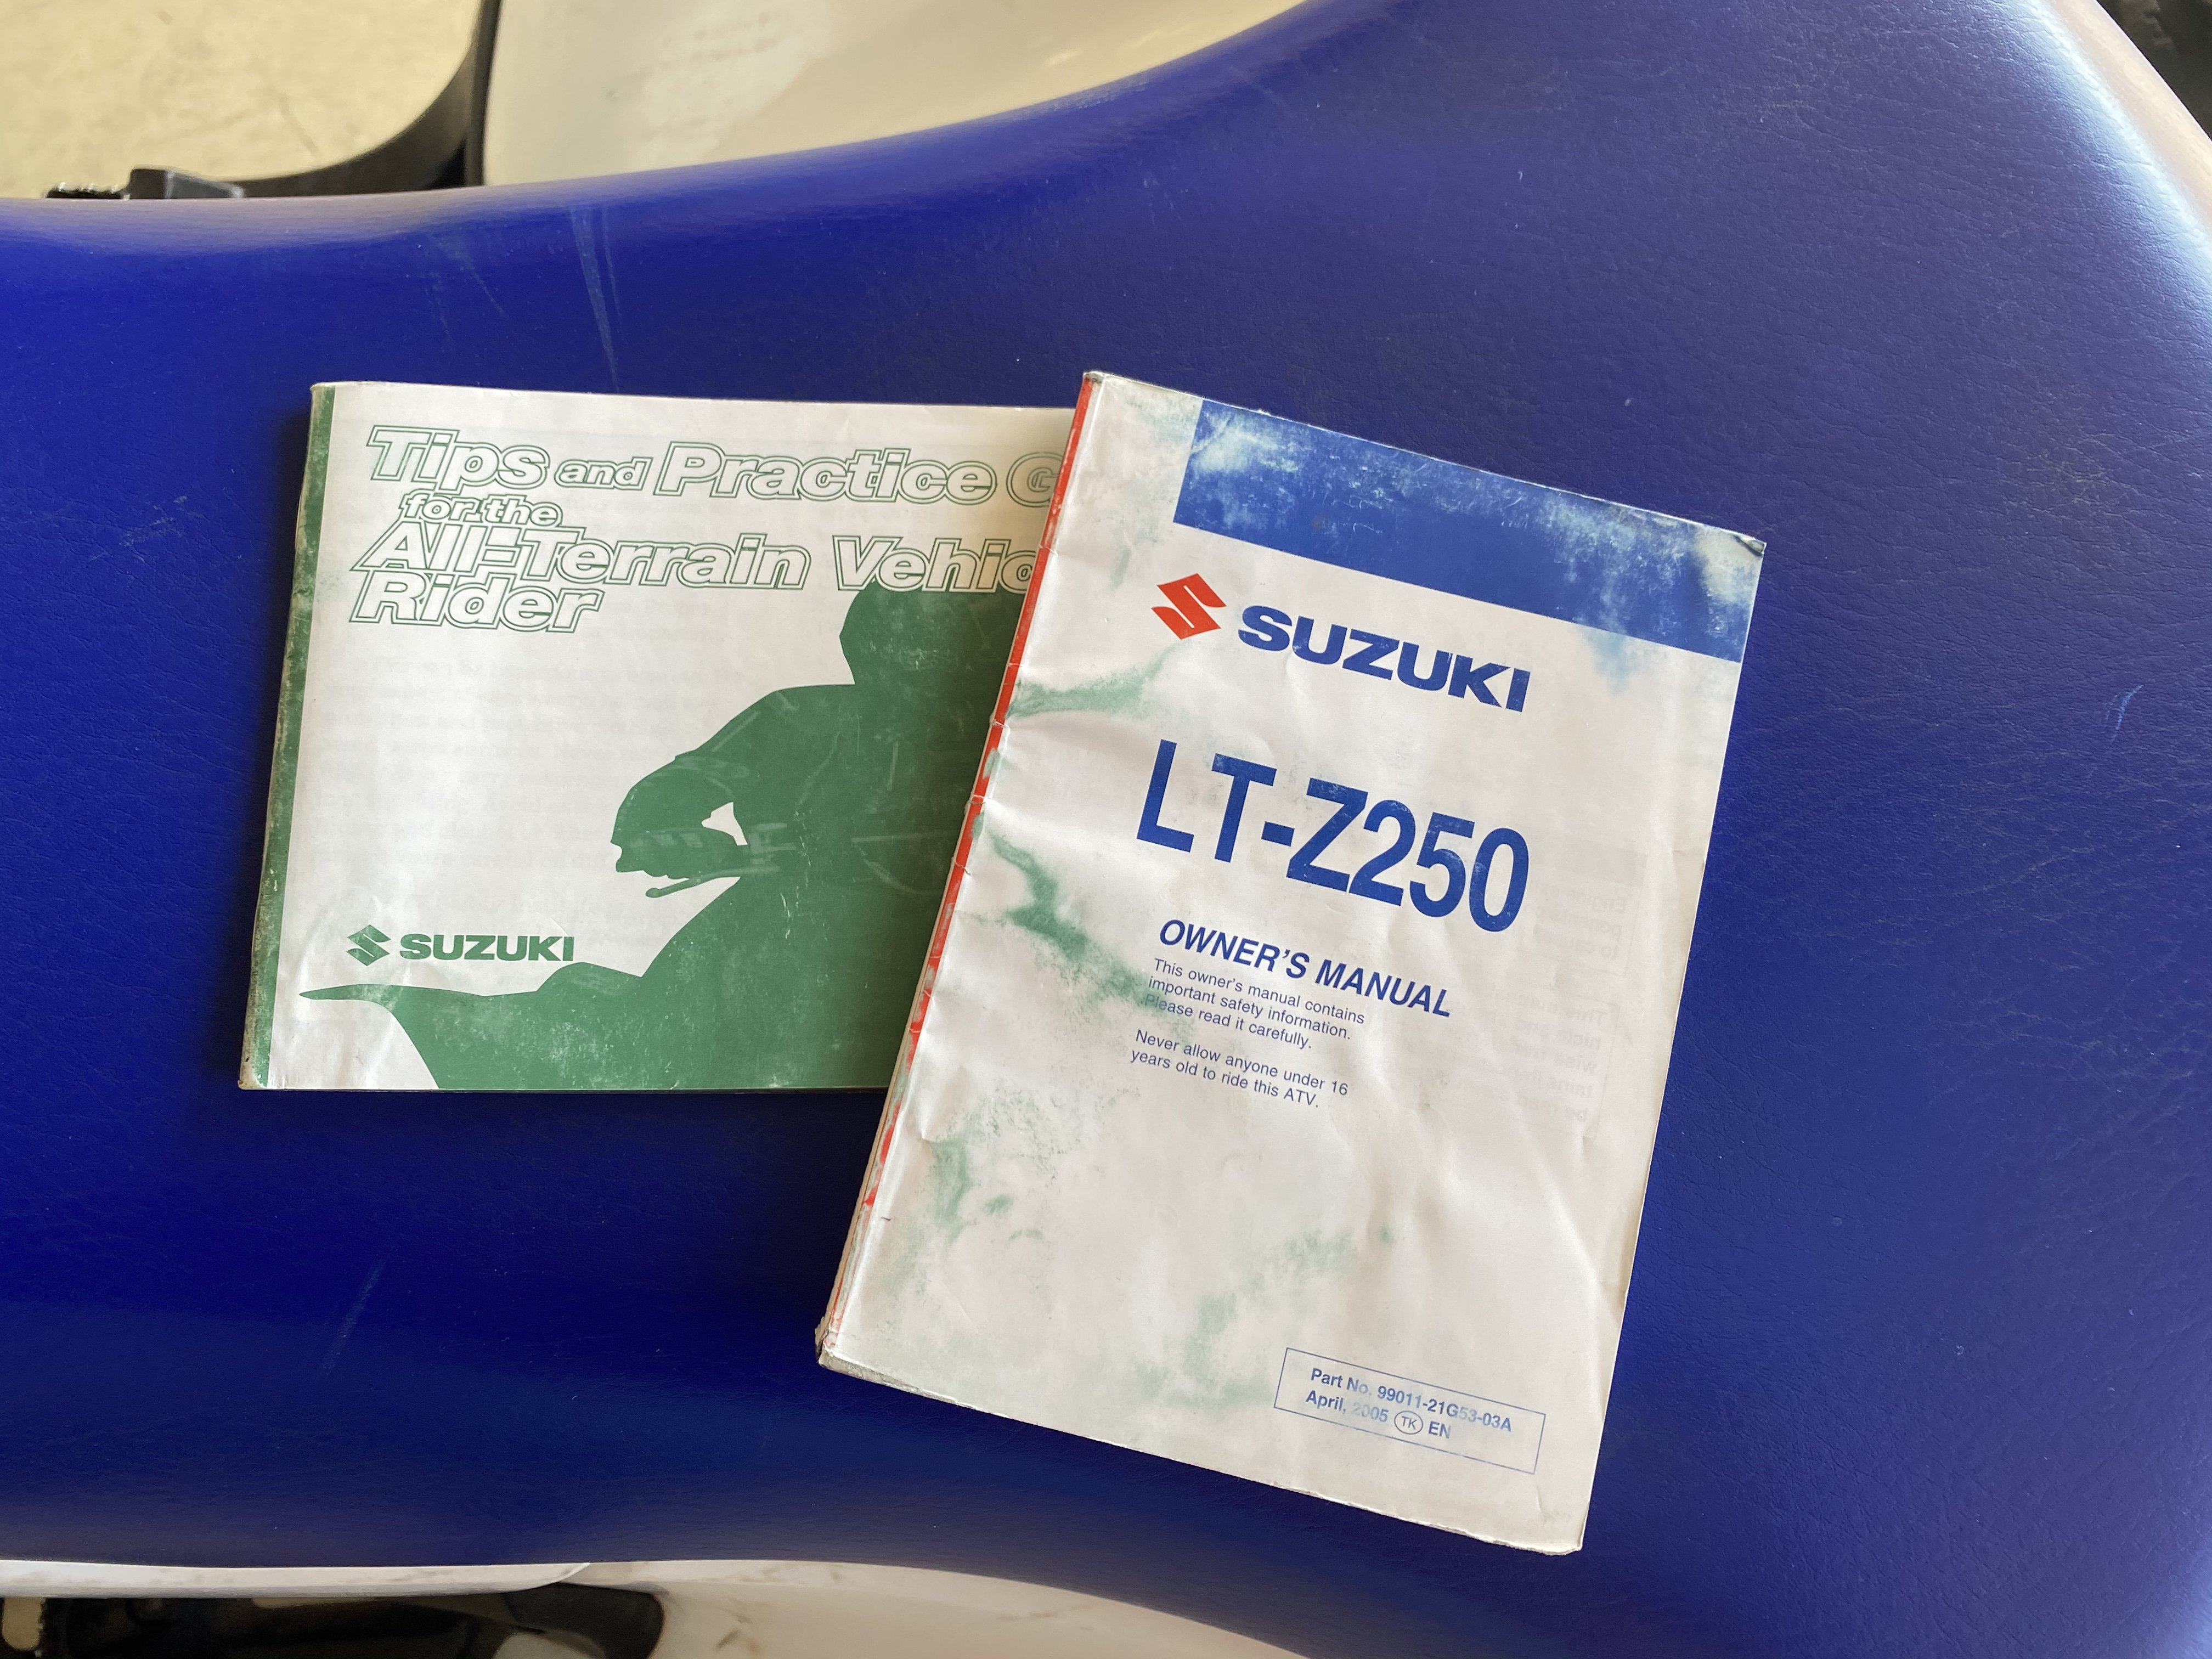 Tips and Practice
for the
All-Terrain
Rider
SUZUKI
SUZUKI
LT-Z250
OWNER'S MANUAL
This owner's manual contains
important safety information.
Please read it carefully.
Never allow anyone under 16
years old to ride this ATV.
Part No. 99011-21G53-03A
April, 2005 TK EN